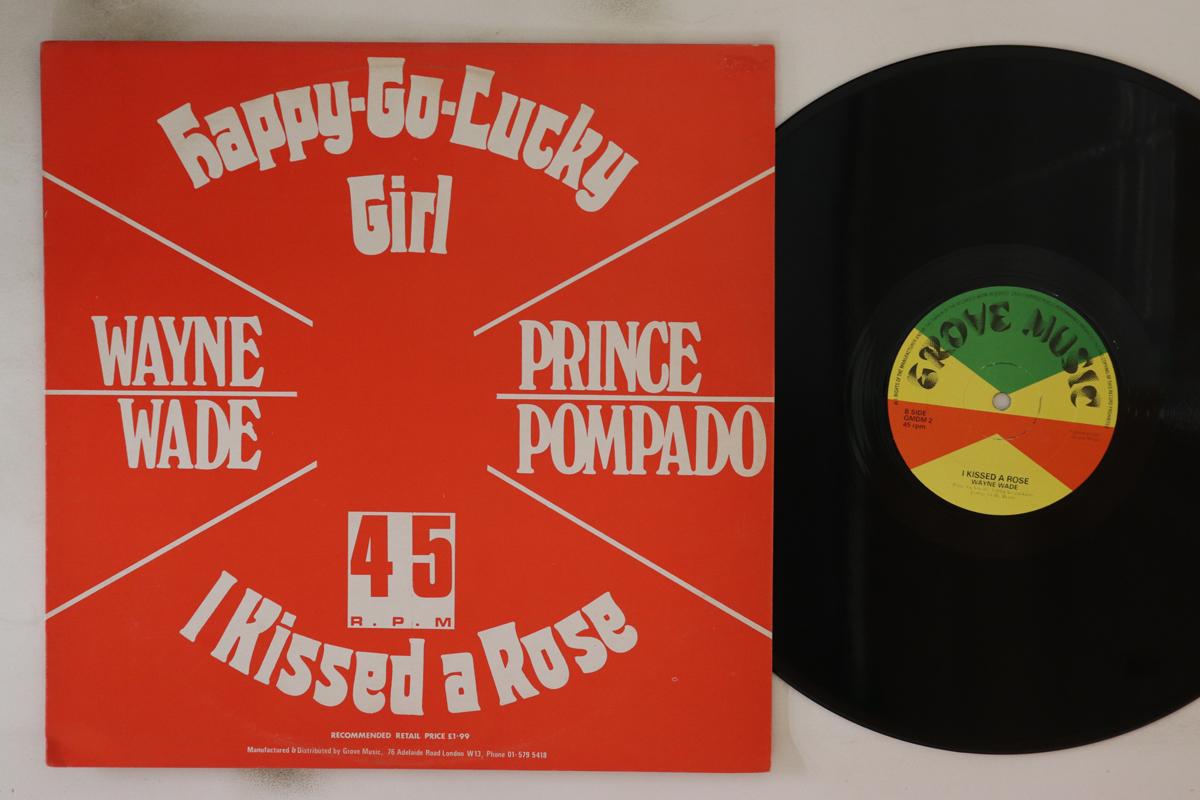 Happy-Go-Lucky
Girl
WAYNE
WADE
PRINCE
POMPADO
45
R.P.M
I Kissed a Rose
RECOMMENDED RETAIL PRICE £1·99
Manufactured & Distributed by Grove Music, 76 Adelaide Road London W13, Phone 01-579 5418
GROVE MUSIC
B SIDE
GMDM 2
45 rpm
I KISSED A ROSE
WAYNE WADE